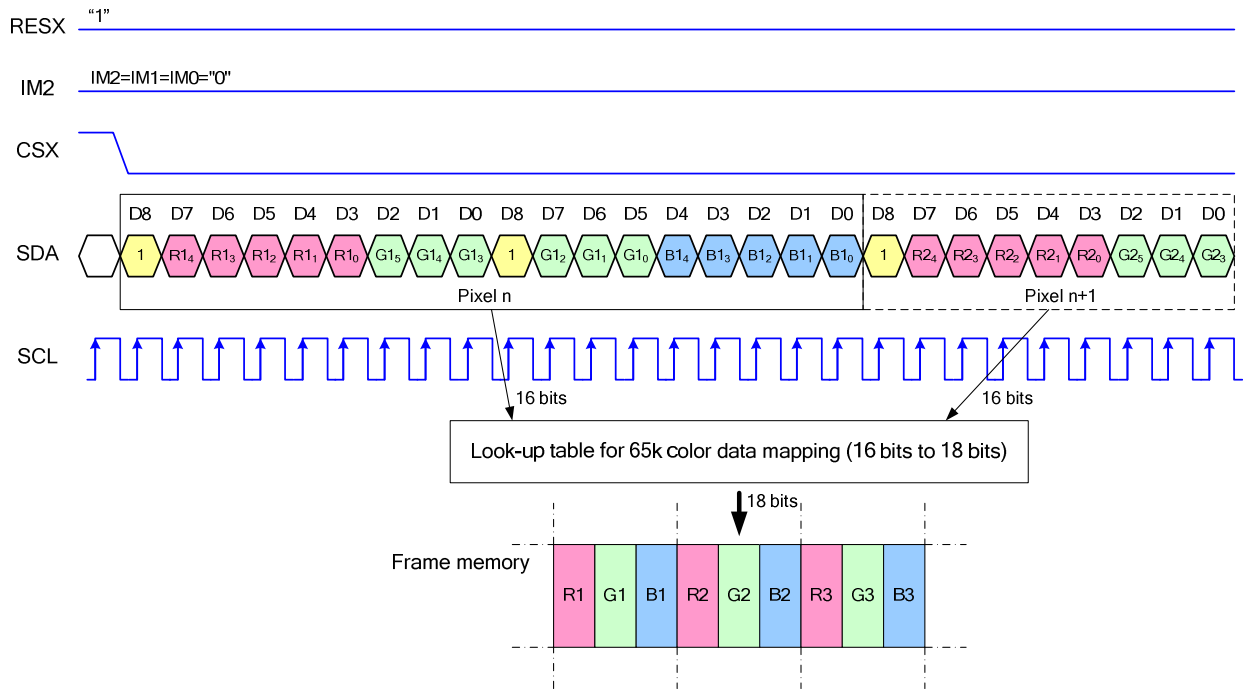 RESX "1"
IM2 IM2=IM1=IM0="0"
CSX
D8 D7 D6 D5 D4 D3 D2 D1 D0 D8 D7 D6 D5 D4 D3 D2 D1 D0 D8 D7 D6 D5 D4 D3 D2 D1 D0
SDA 1 R14 R13 R12 R11 R10 G15 G14 G13 1 G12 G11 G10 B14 B13 B12 B11 B10 1 R24 R23 R22 R21 R20 G25 G24 G23
Pixel n Pixel n+1
SCL
16 bits 16 bits
Look-up table for 65k color data mapping (16 bits to 18 bits)
18 bits
Frame memory
R1 G1 B1 R2 G2 B2 R3 G3 B3